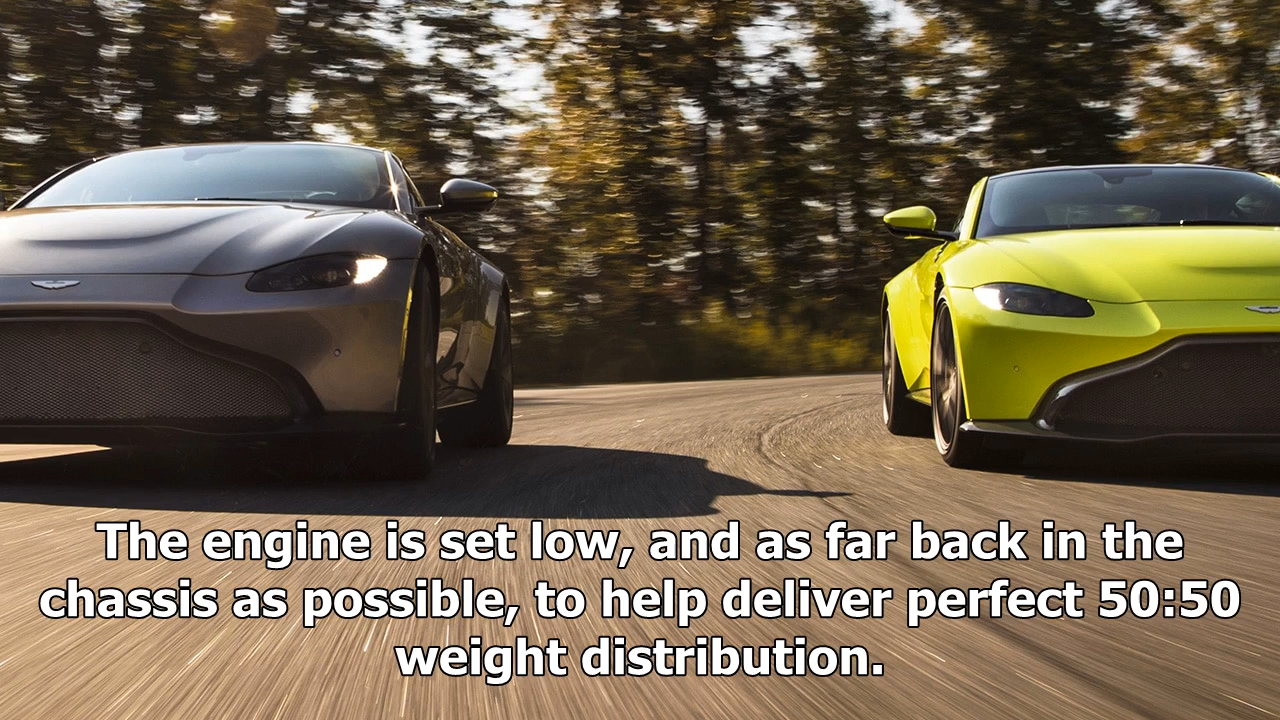 The engine is set low, and as far back in the
chassis as possible, to help deliver perfect 50:50
weight distribution.